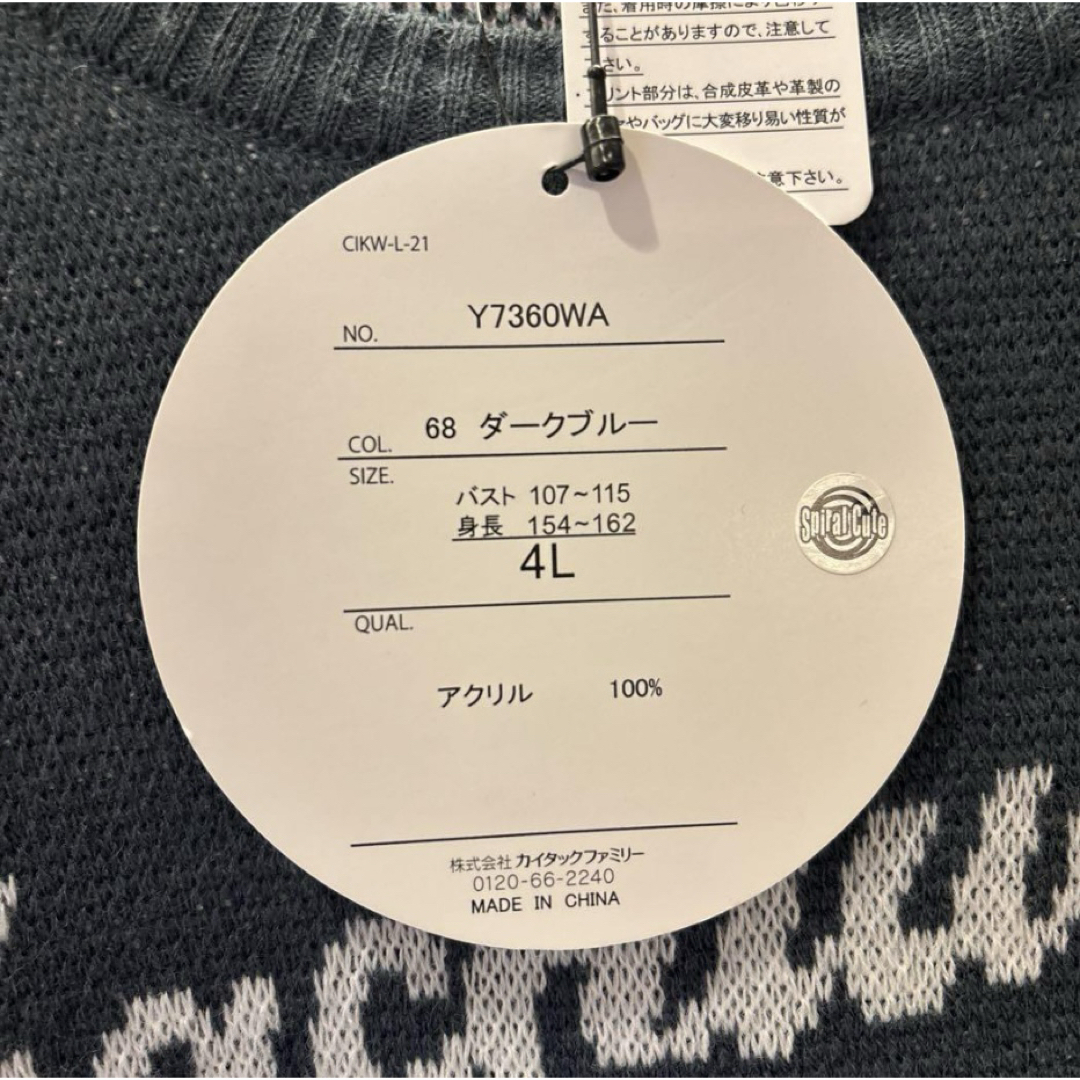 することがありますので、注意して
さい。
リント部分は、合成皮革や革製の
やバッグに大変移り易い性質が
注意下さい。
CIKW-L-21
NO. Y7360WA
COL. 68 ダークブルー
SIZE.
バスト 107~115
身長 154~162
4L
Spiral Cute
QUAL.
アクリル 100%
株式会社 カイタックファミリー
0120-66-2240
MADE IN CHINA